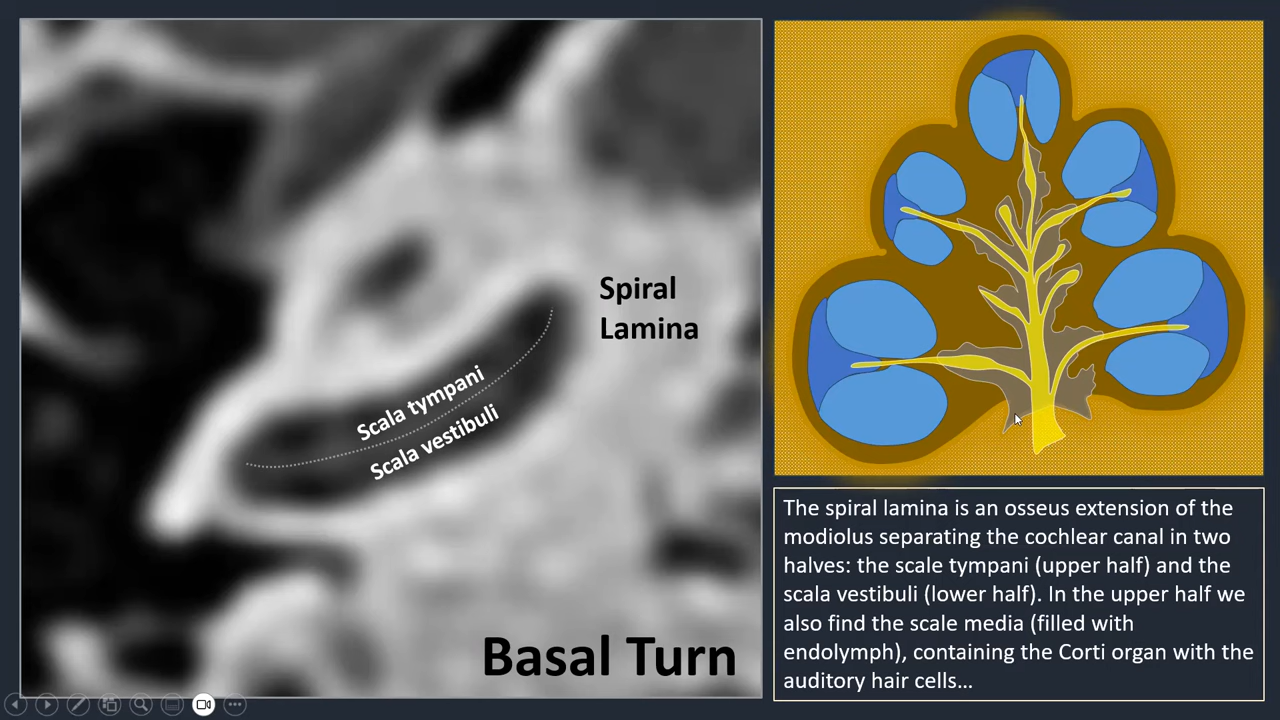 Spiral
Lamina
Scala tympani
Scala vestibuli
Basal Turn
The spiral lamina is an osseus extension of the
modiolus separating the cochlear canal in two
halves: the scale tympani (upper half) and the
scala vestibuli (lower half). In the upper half we
also find the scale media (filled with
endolymph), containing the Corti organ with the
auditory hair cells...